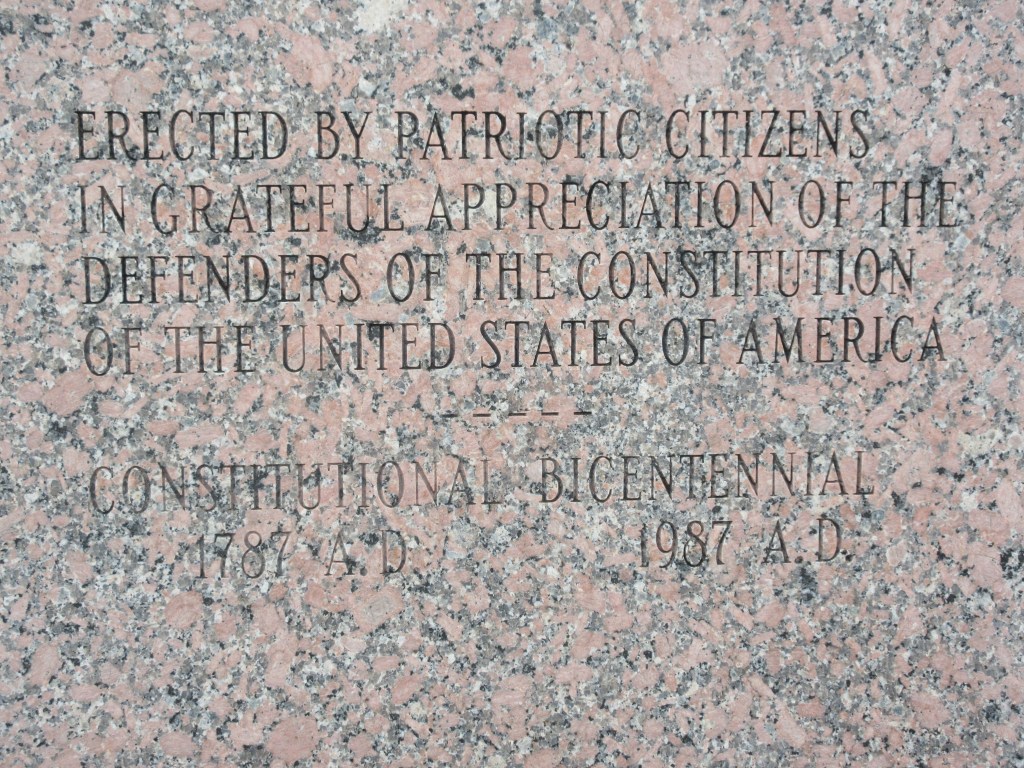 ERECTED BY PATRIOTIC CITIZENS
IN GRATEFUL APPRECIATION OF THE
DEFENDERS OF THE CONSTITUTION
OF THE UNITED STATES OF AMERICA
- - - - -
CONSTITUTIONAL BICENTENNIAL
1787 A.D. 1987 A.D.